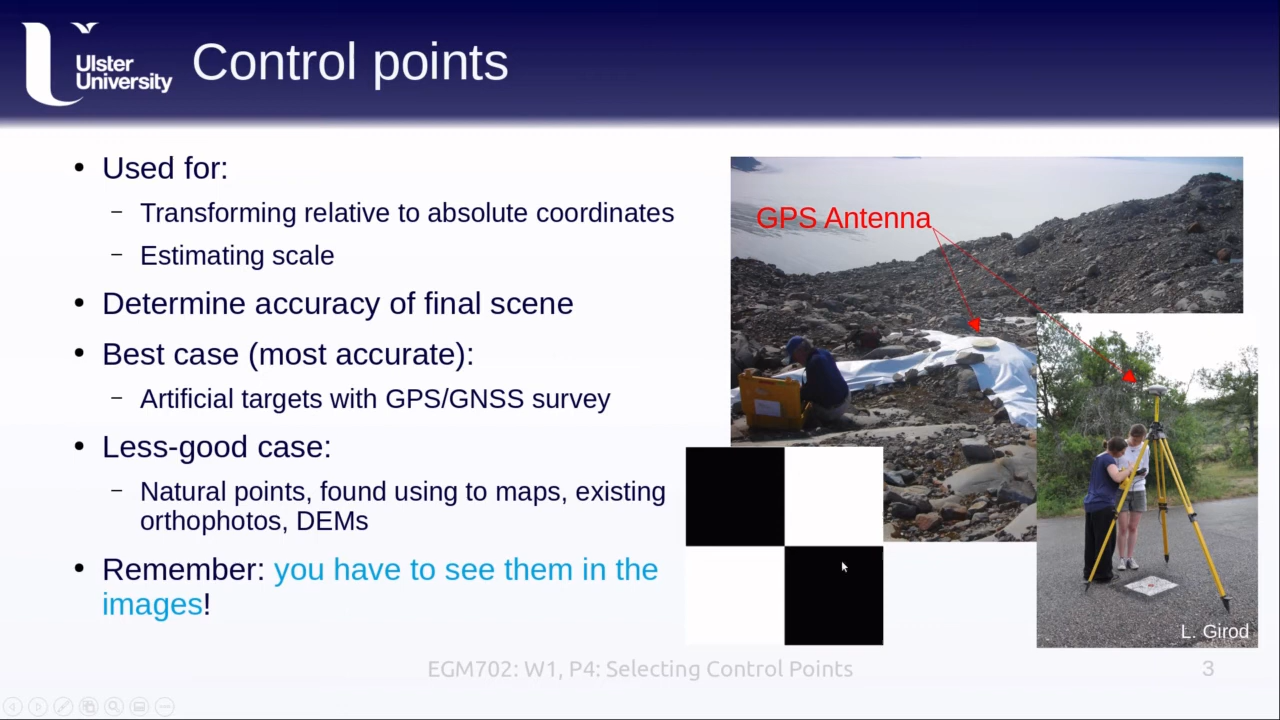 Ulster
University
Control points
• Used for:
– Transforming relative to absolute coordinates
– Estimating scale
• Determine accuracy of final scene
• Best case (most accurate):
– Artificial targets with GPS/GNSS survey
• Less-good case:
– Natural points, found using to maps, existing
orthophotos, DEMs
• Remember: you have to see them in the
images!
GPS Antenna
L. Girod
EGM702: W1, P4: Selecting Control Points
3